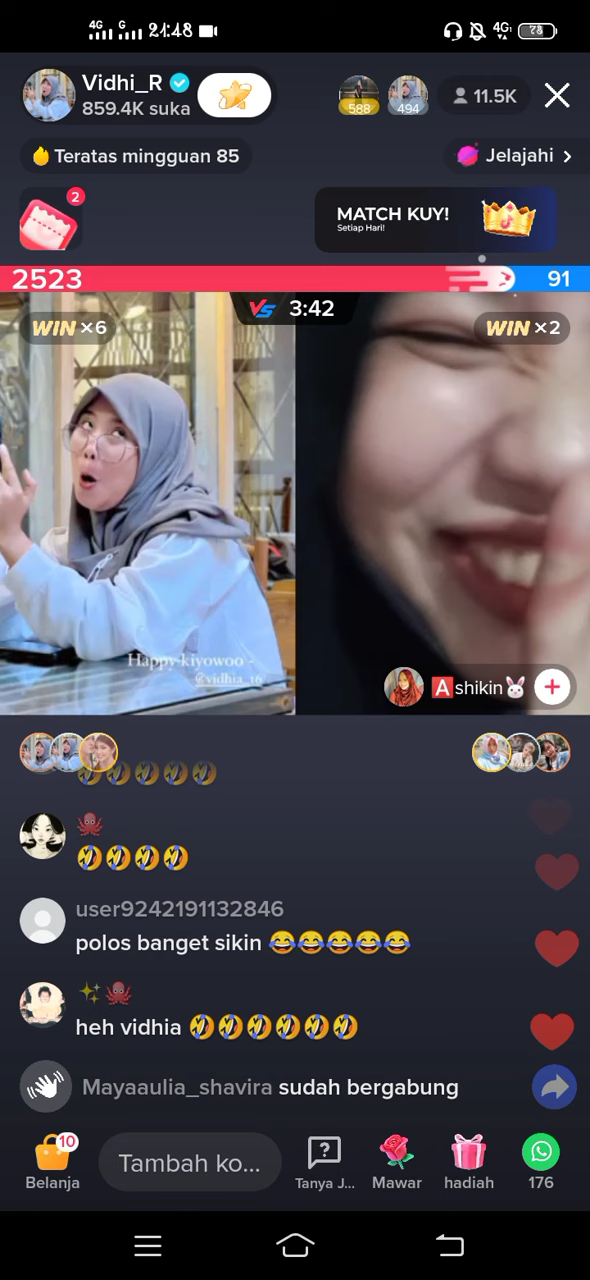 4G G 21:48 4G 78
Vidhi_R
859.4K suka
588
494
11.5K
Teratas mingguan 85
Jelajahi >
2
MATCH KUY!
Setiap Hari!
2523
91
VS 3:42
WIN ×6
WIN ×2
Happy kiyowoo -
@vidhia_16
🅰shikin🐰
+
🤣🤣🤣🤣🤣
🐙
🤣🤣🤣🤣
user9242191132846
polos banget sikin 😂😂😂😂😂
✨🐙
heh vidhia 🤣🤣🤣🤣🤣🤣
Mayaaulia_shavira sudah bergabung
10
Tambah ko...
Belanja
Tanya J...
Mawar
hadiah
176